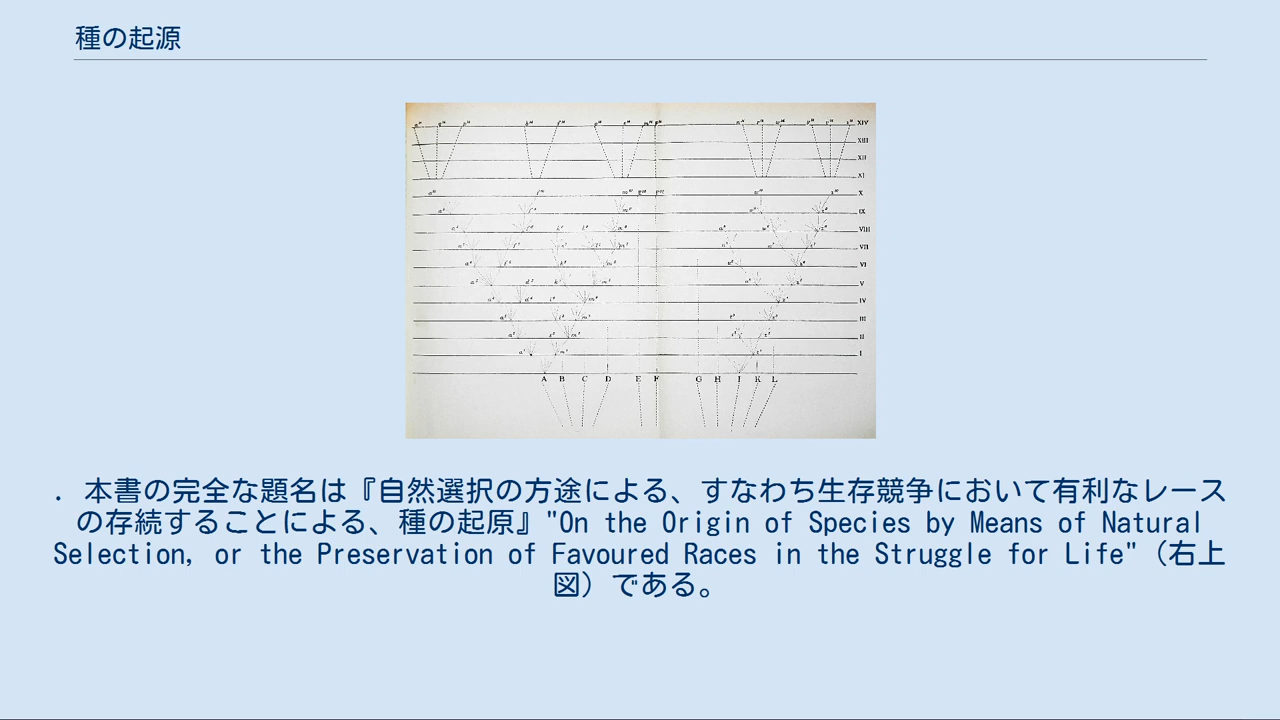 種の起源
XIV
XIII
XII
XI
X
IX
VIII
VII
VI
V
IV
III
II
I
A B C D E F G H I K L
. 本書の完全な題名は『自然選択の方途による、すなわち生存競争において有利なレース
の存続することによる、種の起原』"On the Origin of Species by Means of Natural
Selection, or the Preservation of Favoured Races in the Struggle for Life"（右上
図）である。